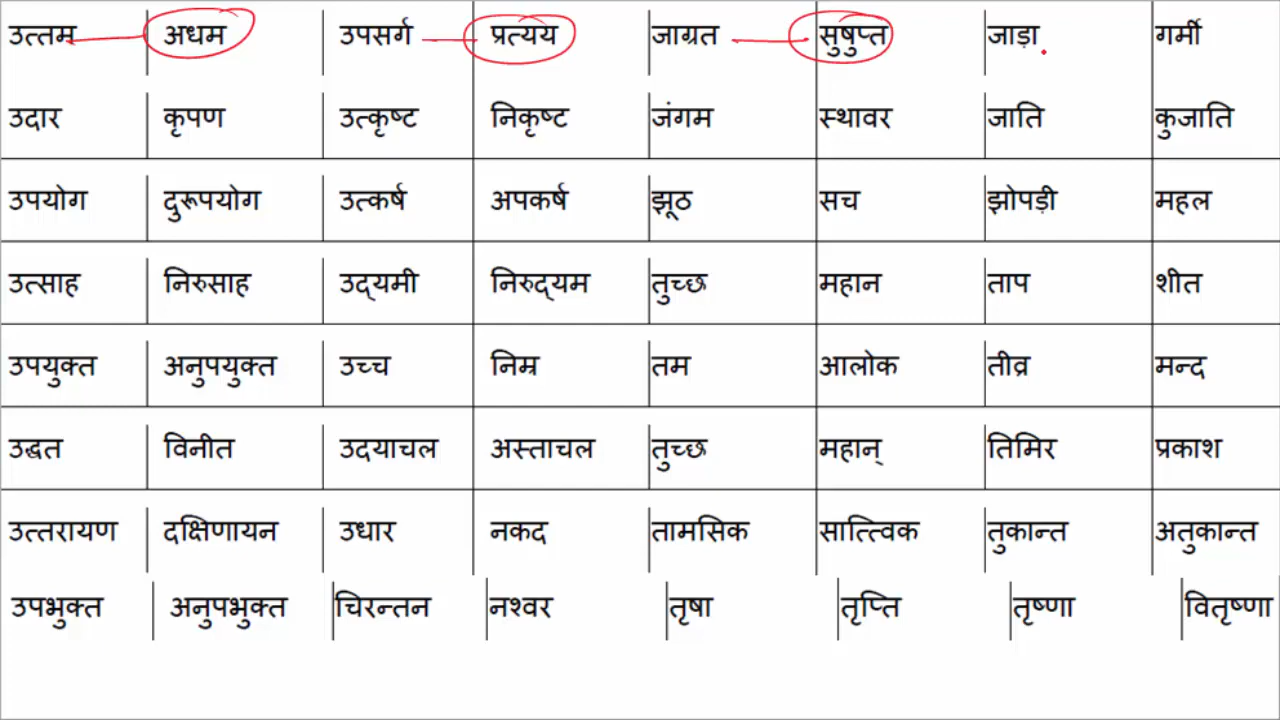 उत्तम अधम उपसर्ग प्रत्यय जाग्रत सुषुप्त जाड़ा गर्मी
उदार कृपण उत्कृष्ट निकृष्ट जंगम स्थावर जाति कुजाति
उपयोग दुरूपयोग उत्कर्ष अपकर्ष झूठ सच झोपड़ी महल
उत्साह निरुसाह उद्‌यमी निरुद्‌यम तुच्छ महान ताप शीत
उपयुक्त अनुपयुक्त उच्च निम्र तम आलोक तीव्र मन्द
उद्धत विनीत उदयाचल अस्ताचल तुच्छ महान् तिमिर प्रकाश
उत्तरायण दक्षिणायन उधार नकद तामसिक सात्त्विक तुकान्त अतुकान्त
उपभुक्त अनुपभुक्त चिरन्तन नश्वर तृषा तृप्ति तृष्णा वितृष्णा